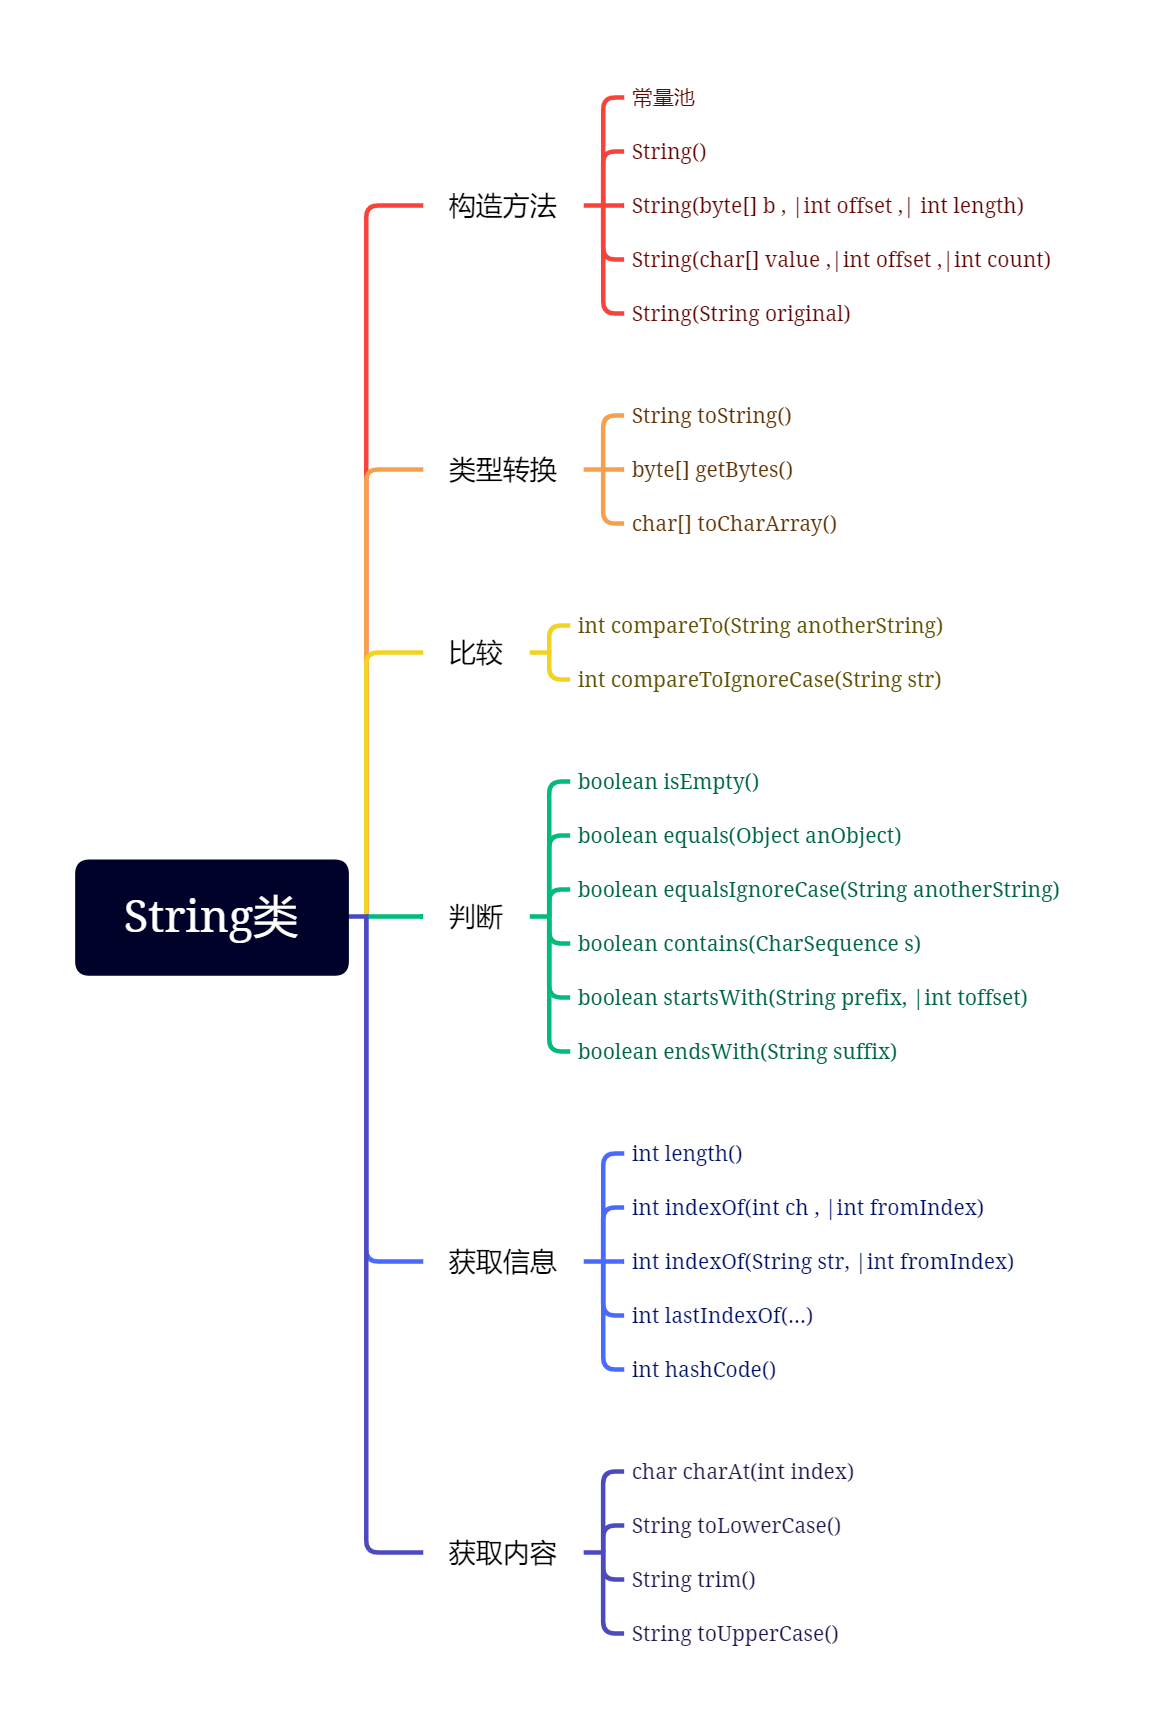 String类
构造方法
常量池
String()
String(byte[] b , |int offset ,| int length)
String(char[] value ,|int offset ,|int count)
String(String original)
类型转换
String toString()
byte[] getBytes()
char[] toCharArray()
比较
int compareTo(String anotherString)
int compareToIgnoreCase(String str)
判断
boolean isEmpty()
boolean equals(Object anObject)
boolean equalsIgnoreCase(String anotherString)
boolean contains(CharSequence s)
boolean startsWith(String prefix, |int toffset)
boolean endsWith(String suffix)
获取信息
int length()
int indexOf(int ch , |int fromIndex)
int indexOf(String str, |int fromIndex)
int lastIndexOf(...)
int hashCode()
获取内容
char charAt(int index)
String toLowerCase()
String trim()
String toUpperCase()